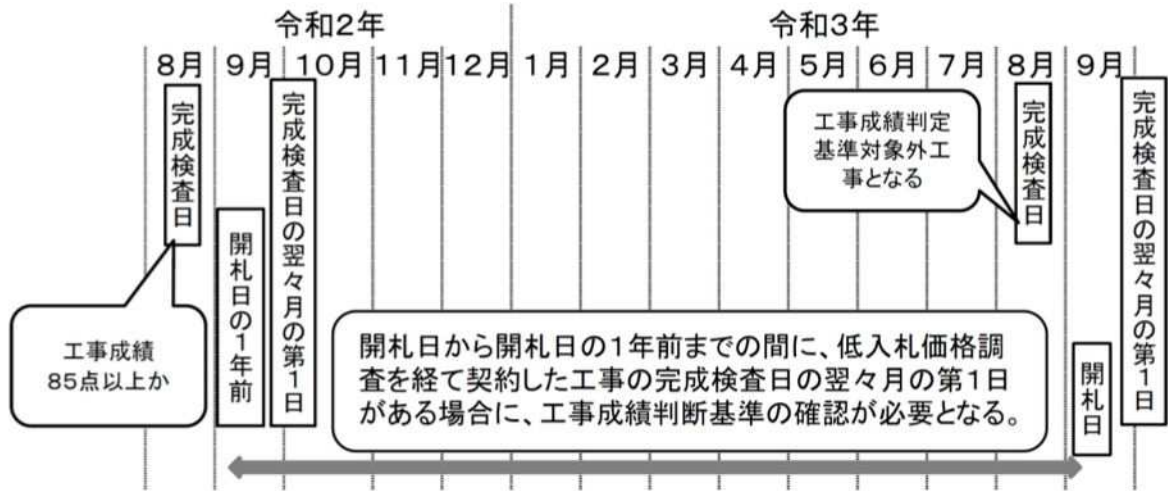 令和2年
令和3年
8月 9月 10月 11月 12月 1月 2月 3月 4月 5月 6月 7月 8月 9月
完成検査日
開札日の1年前
完成検査日の翌々月の第1日
工事成績判定
基準対象外工
事となる
完成検査日
完成検査日の翌々月の第1日
工事成績
85点以上か
開札日から開札日の1年前までの間に、低入札価格調
査を経て契約した工事の完成検査日の翌々月の第1日
がある場合に、工事成績判断基準の確認が必要となる。
開札日